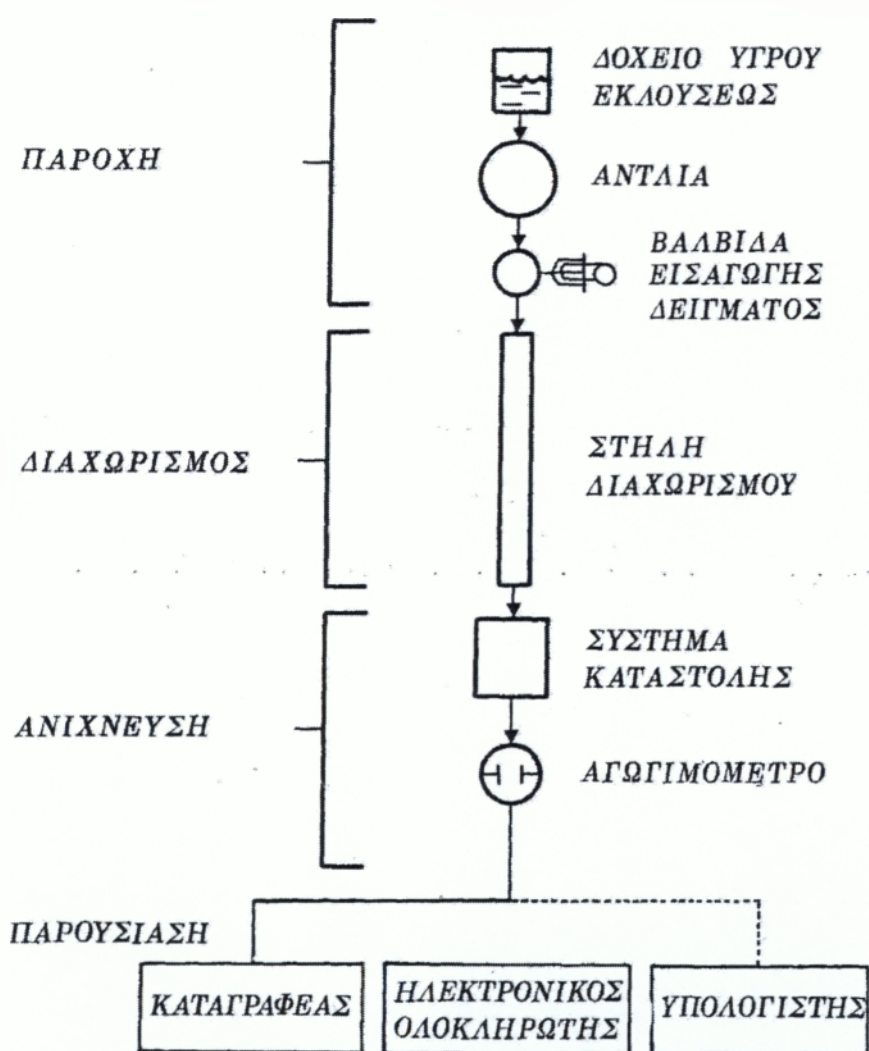 ΔΟΧΕΙΟ ΥΓΡΟΥ
ΕΚΛΟΥΣΕΩΣ
ΠΑΡΟΧΗ
ΑΝΤΛΙΑ
ΒΑΛΒΙΔΑ
ΕΙΣΑΓΩΓΗΣ
ΔΕΙΓΜΑΤΟΣ
ΔΙΑΧΩΡΙΣΜΟΣ
ΣΤΗΛΗ
ΔΙΑΧΩΡΙΣΜΟΥ
ΣΥΣΤΗΜΑ
ΚΑΤΑΣΤΟΛΗΣ
ΑΝΙΧΝΕΥΣΗ
ΑΓΩΓΙΜΟΜΕΤΡΟ
ΠΑΡΟΥΣΙΑΣΗ
ΚΑΤΑΓΡΑΦΕΑΣ
ΗΛΕΚΤΡΟΝΙΚΟΣ
ΟΛΟΚΛΗΡΩΤΗΣ
ΥΠΟΛΟΓΙΣΤΗΣ